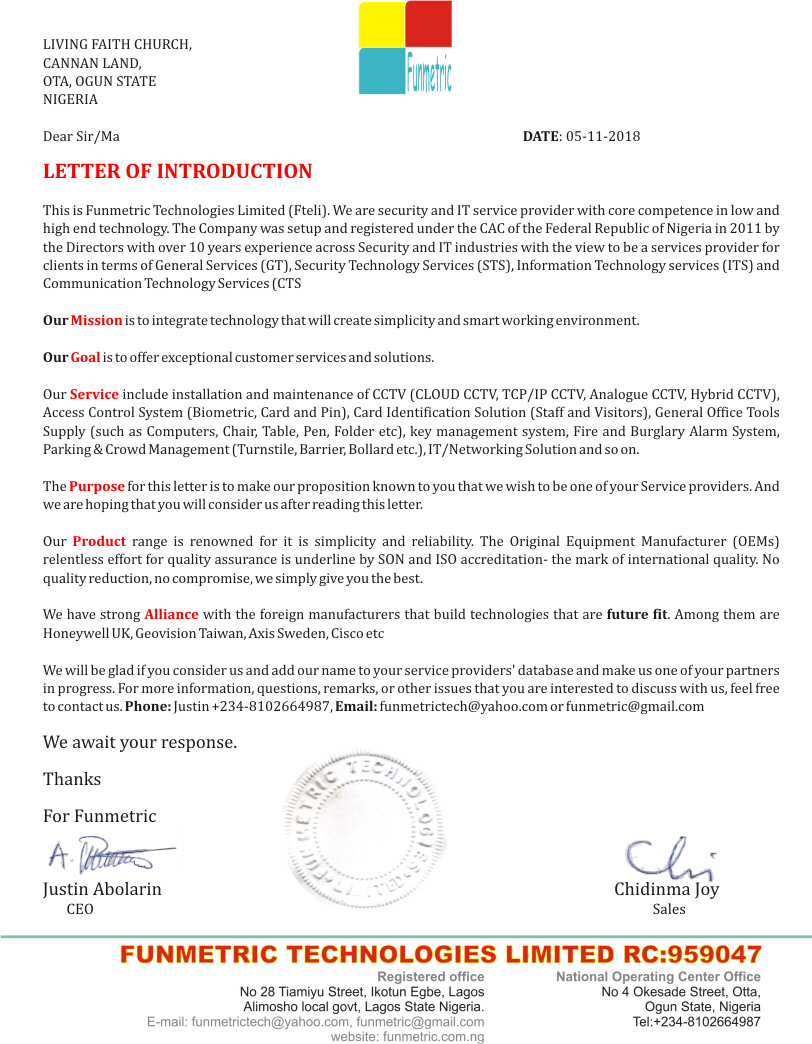 LIVING FAITH CHURCH,
CANNAN LAND,
OTA, OGUN STATE
NIGERIA
Funmetric
Dear Sir/Ma
DATE: 05-11-2018
LETTER OF INTRODUCTION
This is Funmetric Technologies Limited (Fteli). We are security and IT service provider with core competence in low and
high end technology. The Company was setup and registered under the CAC of the Federal Republic of Nigeria in 2011 by
the Directors with over 10 years experience across Security and IT industries with the view to be a services provider for
clients in terms of General Services (GT), Security Technology Services (STS), Information Technology services (ITS) and
Communication Technology Services (CTS
Our Mission is to integrate technology that will create simplicity and smart working environment.
Our Goal is to offer exceptional customer services and solutions.
Our Service include installation and maintenance of CCTV (CLOUD CCTV, TCP/IP CCTV, Analogue CCTV, Hybrid CCTV),
Access Control System (Biometric, Card and Pin), Card Identification Solution (Staff and Visitors), General Office Tools
Supply (such as Computers, Chair, Table, Pen, Folder etc), key management system, Fire and Burglary Alarm System,
Parking & Crowd Management (Turnstile, Barrier, Bollard etc.), IT/Networking Solution and so on.
The Purpose for this letter is to make our proposition known to you that we wish to be one of your Service providers. And
we are hoping that you will consider us after reading this letter.
Our Product range is renowned for it is simplicity and reliability. The Original Equipment Manufacturer (OEMs)
relentless effort for quality assurance is underline by SON and ISO accreditation- the mark of international quality. No
quality reduction, no compromise, we simply give you the best.
We have strong Alliance with the foreign manufacturers that build technologies that are future fit. Among them are
Honeywell UK, Geovision Taiwan, Axis Sweden, Cisco etc
We will be glad if you consider us and add our name to your service providers' database and make us one of your partners
in progress. For more information, questions, remarks, or other issues that you are interested to discuss with us, feel free
to contact us. Phone: Justin +234-8102664987, Email: funmetrictech@yahoo.com or funmetric@gmail.com
We await your response.
Thanks
For Funmetric
FUNMETRIC TECHNOLOGIES LTD
Justin Abolarin
CEO
Chidinma Joy
Sales
FUNMETRIC TECHNOLOGIES LIMITED RC:959047
Registered office
No 28 Tiamiyu Street, Ikotun Egbe, Lagos
Alimosho local govt, Lagos State Nigeria.
E-mail: funmetrictech@yahoo.com, funmetric@gmail.com
website: funmetric.com.ng
National Operating Center Office
No 4 Okesade Street, Otta,
Ogun State, Nigeria
Tel:+234-8102664987